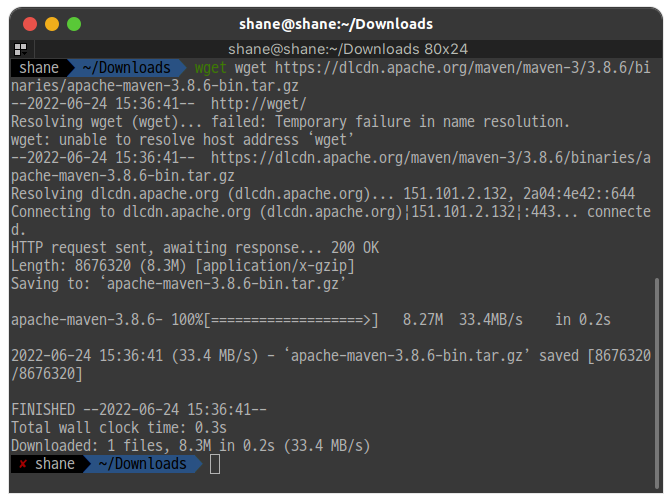 shane@shane:~/Downloads
shane@shane:~/Downloads 80x24
shane ~/Downloads wget wget https://dlcdn.apache.org/maven/maven-3/3.8.6/bi
naries/apache-maven-3.8.6-bin.tar.gz
--2022-06-24 15:36:41-- http://wget/
Resolving wget (wget)... failed: Temporary failure in name resolution.
wget: unable to resolve host address ‘wget’
--2022-06-24 15:36:41-- https://dlcdn.apache.org/maven/maven-3/3.8.6/binaries/a
pache-maven-3.8.6-bin.tar.gz
Resolving dlcdn.apache.org (dlcdn.apache.org)... 151.101.2.132, 2a04:4e42::644
Connecting to dlcdn.apache.org (dlcdn.apache.org)|151.101.2.132|:443... connecte
d.
HTTP request sent, awaiting response... 200 OK
Length: 8676320 (8.3M) [application/x-gzip]
Saving to: ‘apache-maven-3.8.6-bin.tar.gz’
apache-maven-3.8.6- 100%[===================>] 8.27M 33.4MB/s in 0.2s
2022-06-24 15:36:41 (33.4 MB/s) - ‘apache-maven-3.8.6-bin.tar.gz’ saved [8676320
/8676320]
FINISHED --2022-06-24 15:36:41--
Total wall clock time: 0.3s
Downloaded: 1 files, 8.3M in 0.2s (33.4 MB/s)
✘ shane ~/Downloads